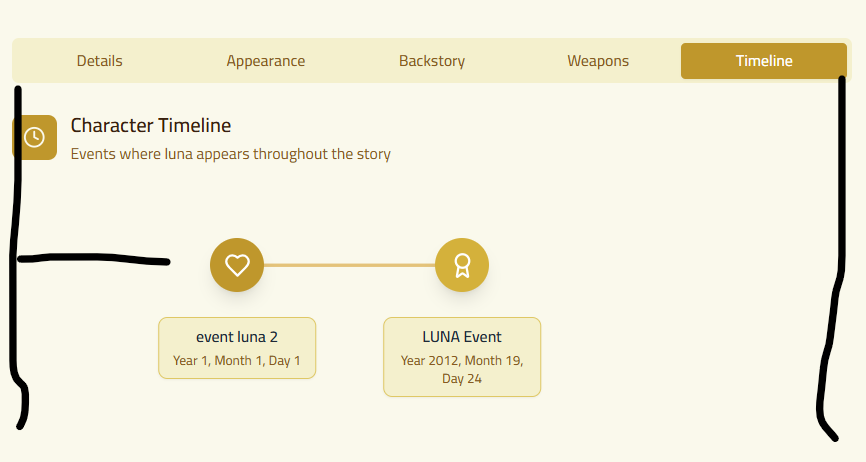 Details
Appearance
Backstory
Weapons
Timeline
Character Timeline
Events where luna appears throughout the story
event luna 2
Year 1, Month 1, Day 1
LUNA Event
Year 2012, Month 19,
Day 24